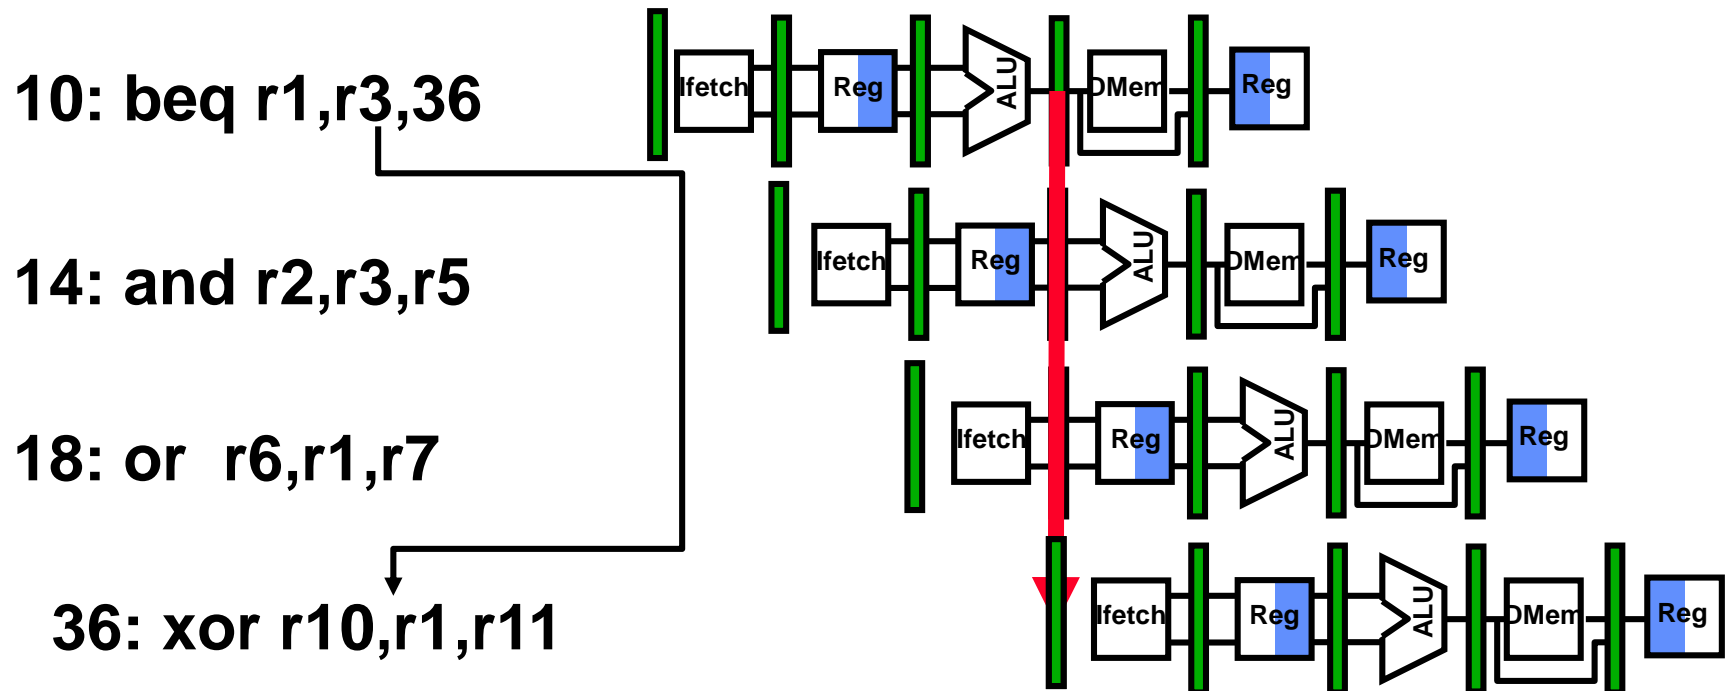 10: beq r1,r3,36
Ifetch Reg ALU DMem Reg
14: and r2,r3,r5
Ifetch Reg ALU DMem Reg
18: or r6,r1,r7
Ifetch Reg ALU DMem Reg
36: xor r10,r1,r11
Ifetch Reg ALU DMem Reg